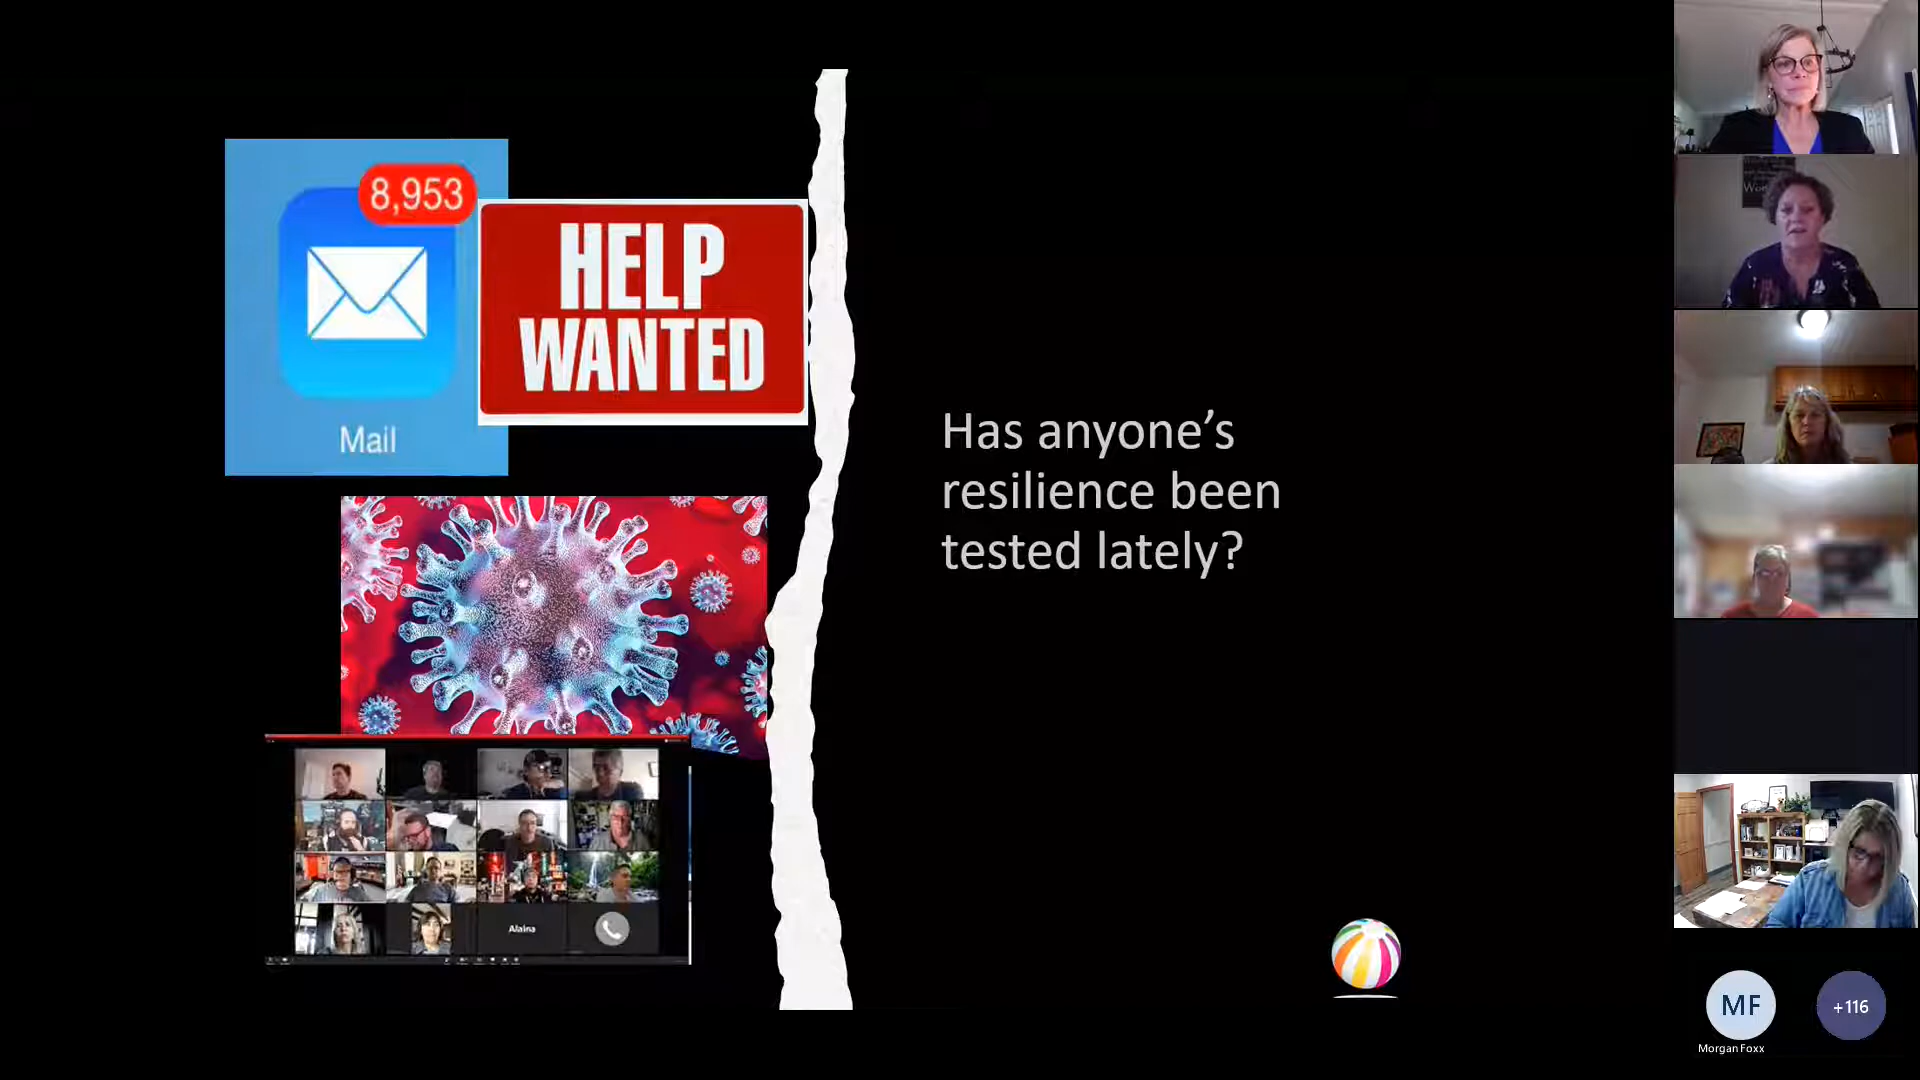 8,953
Mail
HELP
WANTED
Has anyone's
resilience been
tested lately?
Alaina
MF
Morgan Foxx
+116